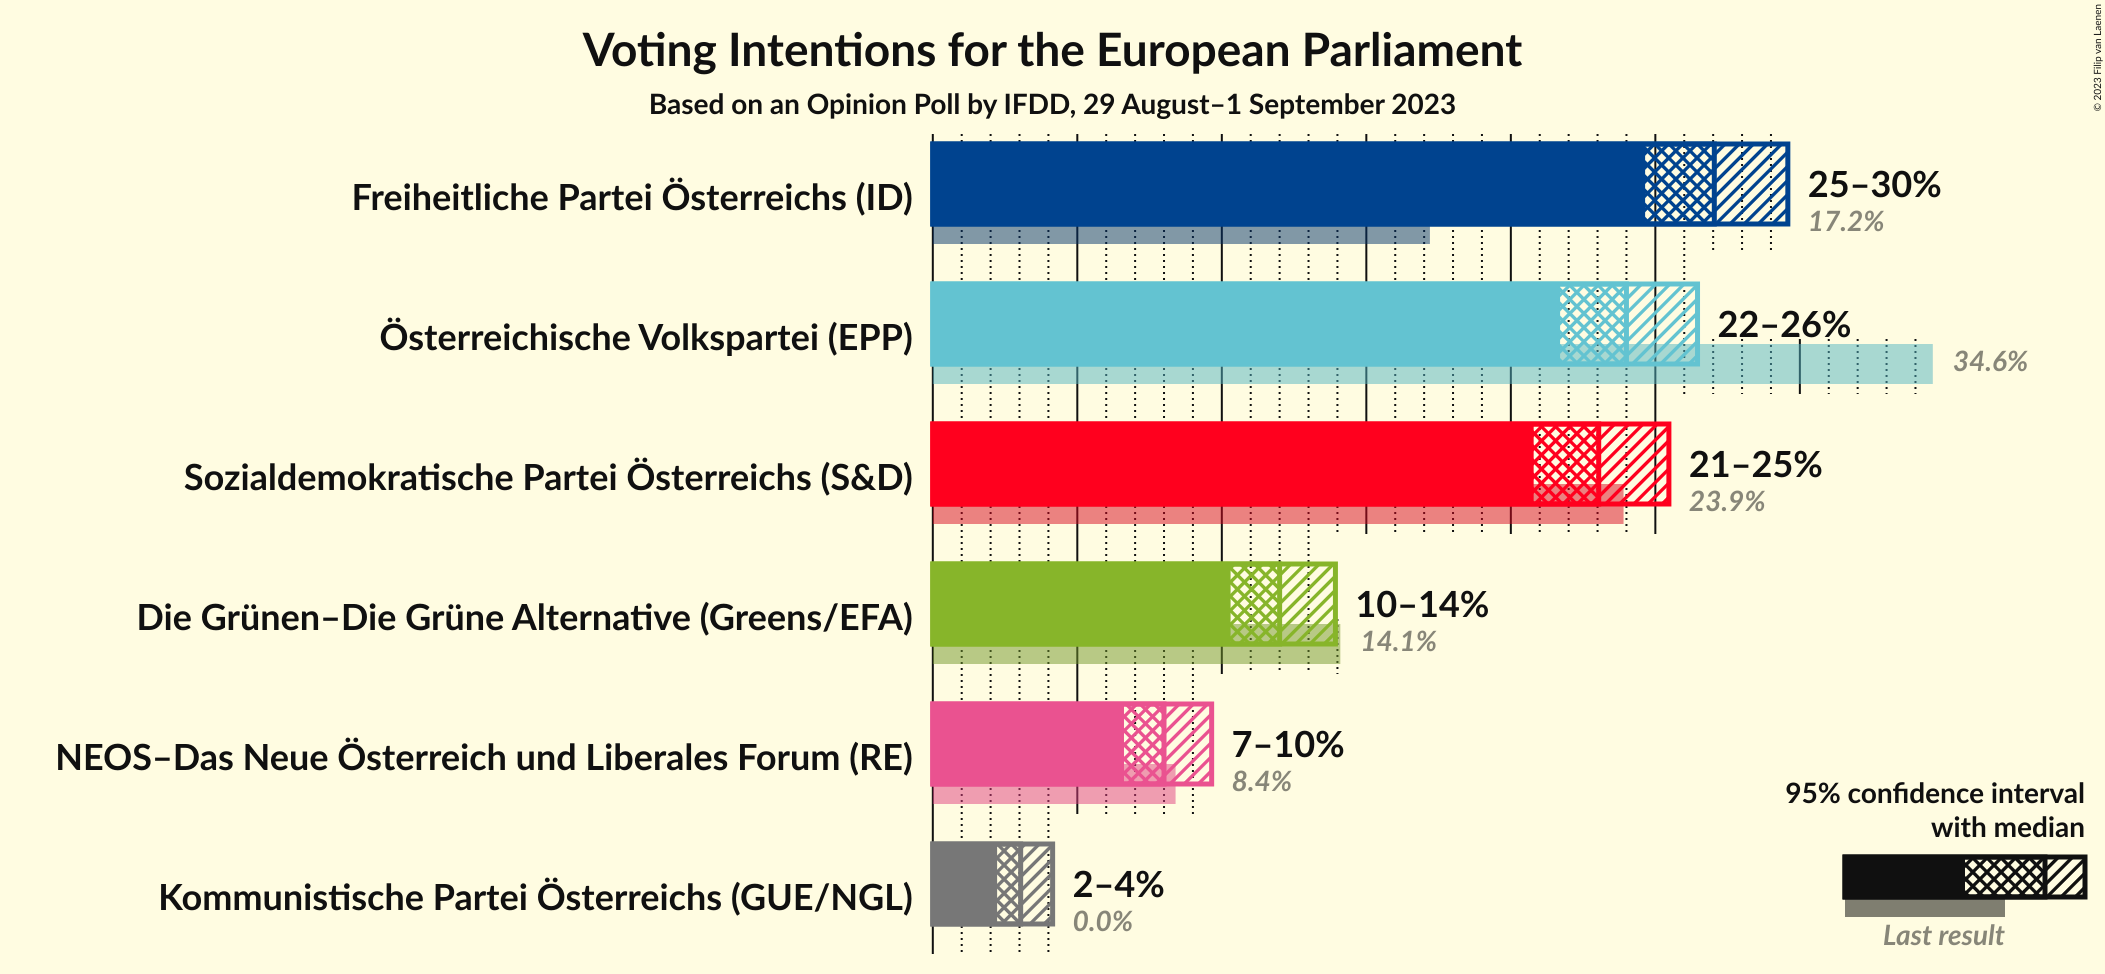 Voting Intentions for the European Parliament
Based on an Opinion Poll by IFDD, 29 August–1 September 2023
© 2023 Filip van Laenen
Freiheitliche Partei Österreichs (ID)
25–30%
17.2%
Österreichische Volkspartei (EPP)
22–26%
34.6%
Sozialdemokratische Partei Österreichs (S&D)
21–25%
23.9%
Die Grünen–Die Grüne Alternative (Greens/EFA)
10–14%
14.1%
NEOS–Das Neue Österreich und Liberales Forum (RE)
7–10%
8.4%
Kommunistische Partei Österreichs (GUE/NGL)
2–4%
0.0%
95% confidence interval
with median
Last result